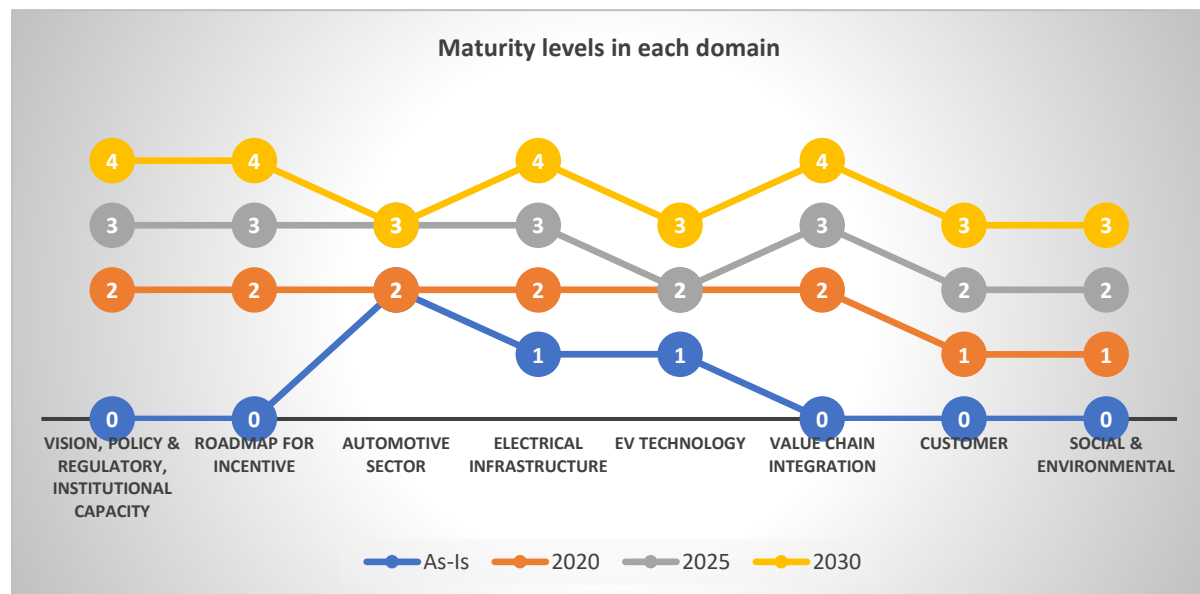 Maturity levels in each domain
4 4 4 4
3 3 3 3 3 3 3 3
2 2 2 2 2 2 2 2
1 1 1 1
0 0 0 0 0
VISION, POLICY & ROADMAP FOR AUTOMOTIVE ELECTRICAL EV TECHNOLOGY VALUE CHAIN CUSTOMER SOCIAL &
REGULATORY, INCENTIVE SECTOR INFRASTRUCTURE INTEGRATION ENVIRONMENTAL
INSTITUTIONAL
CAPACITY
As-Is 2020 2025 2030